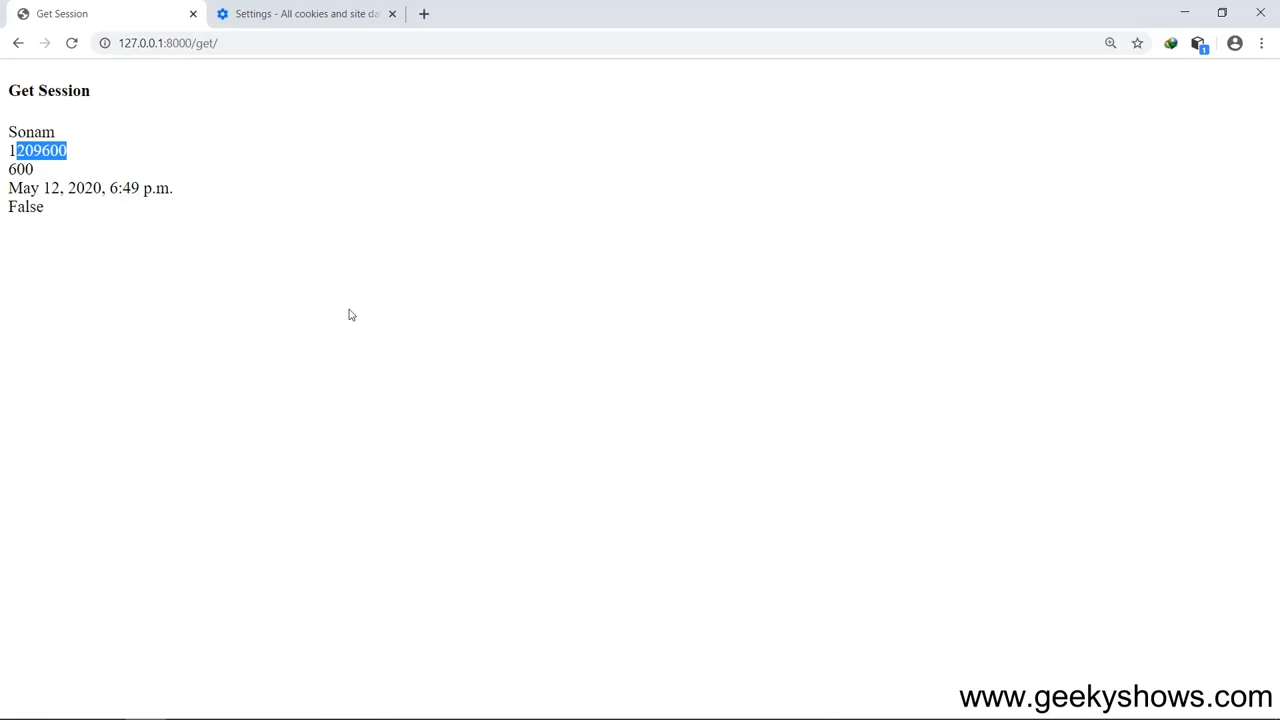 Get Session
Settings - All cookies and site da
127.0.0.1:8000/get/
1
Get Session
Sonam
1209600
600
May 12, 2020, 6:49 p.m.
False
www.geekyshows.com